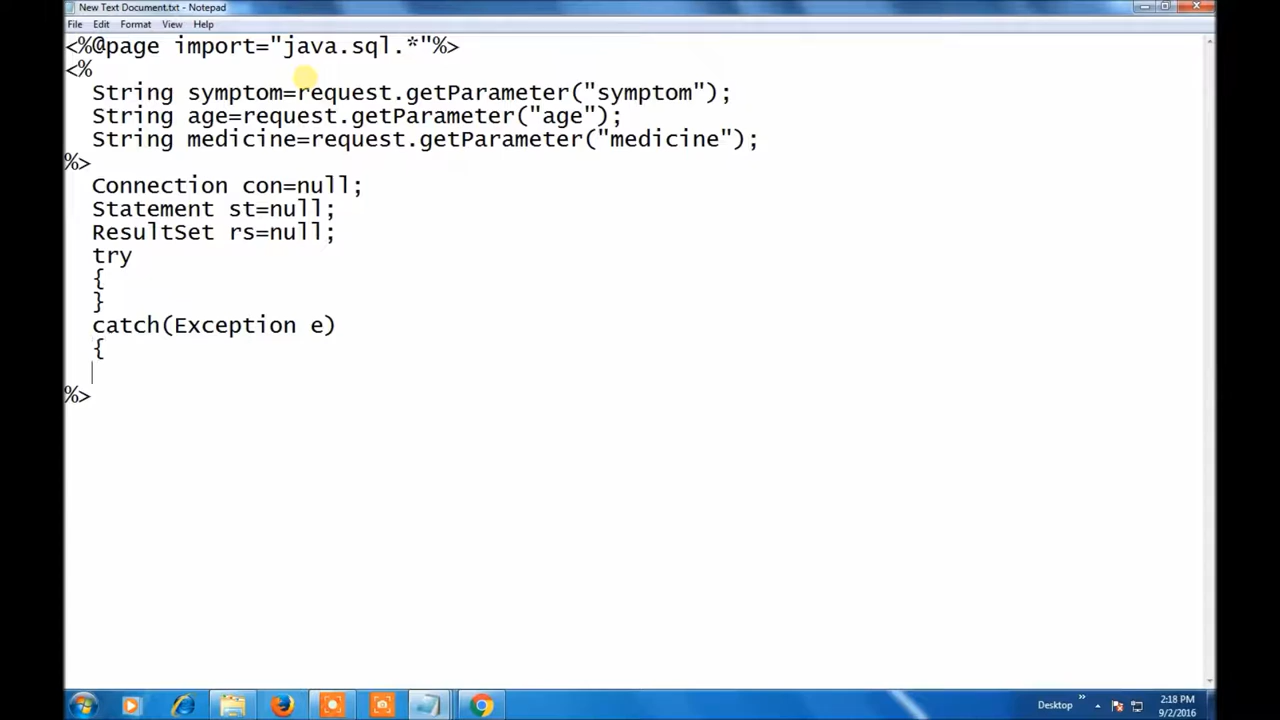 New Text Document.txt - Notepad
File Edit Format View Help
<%@page import="java.sql.*"%>
<%
String symptom=request.getParameter("symptom");
String age=request.getParameter("age");
String medicine=request.getParameter("medicine");
%>
Connection con=null;
Statement st=null;
ResultSet rs=null;
try
{
}
catch(Exception e)
{
%>
Desktop
2:18 PM
9/2/2016